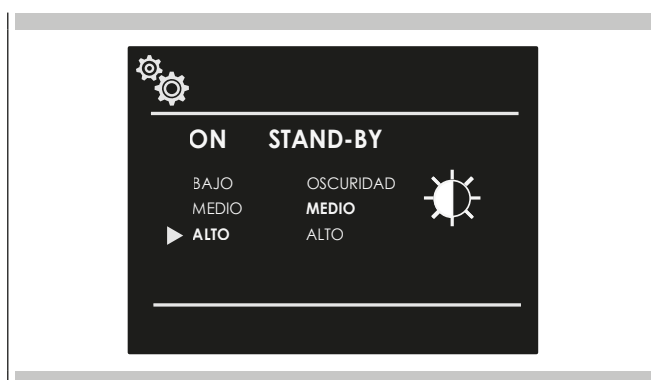 ON STAND-BY
BAJO OSCURIDAD
MEDIO MEDIO
ALTO ALTO